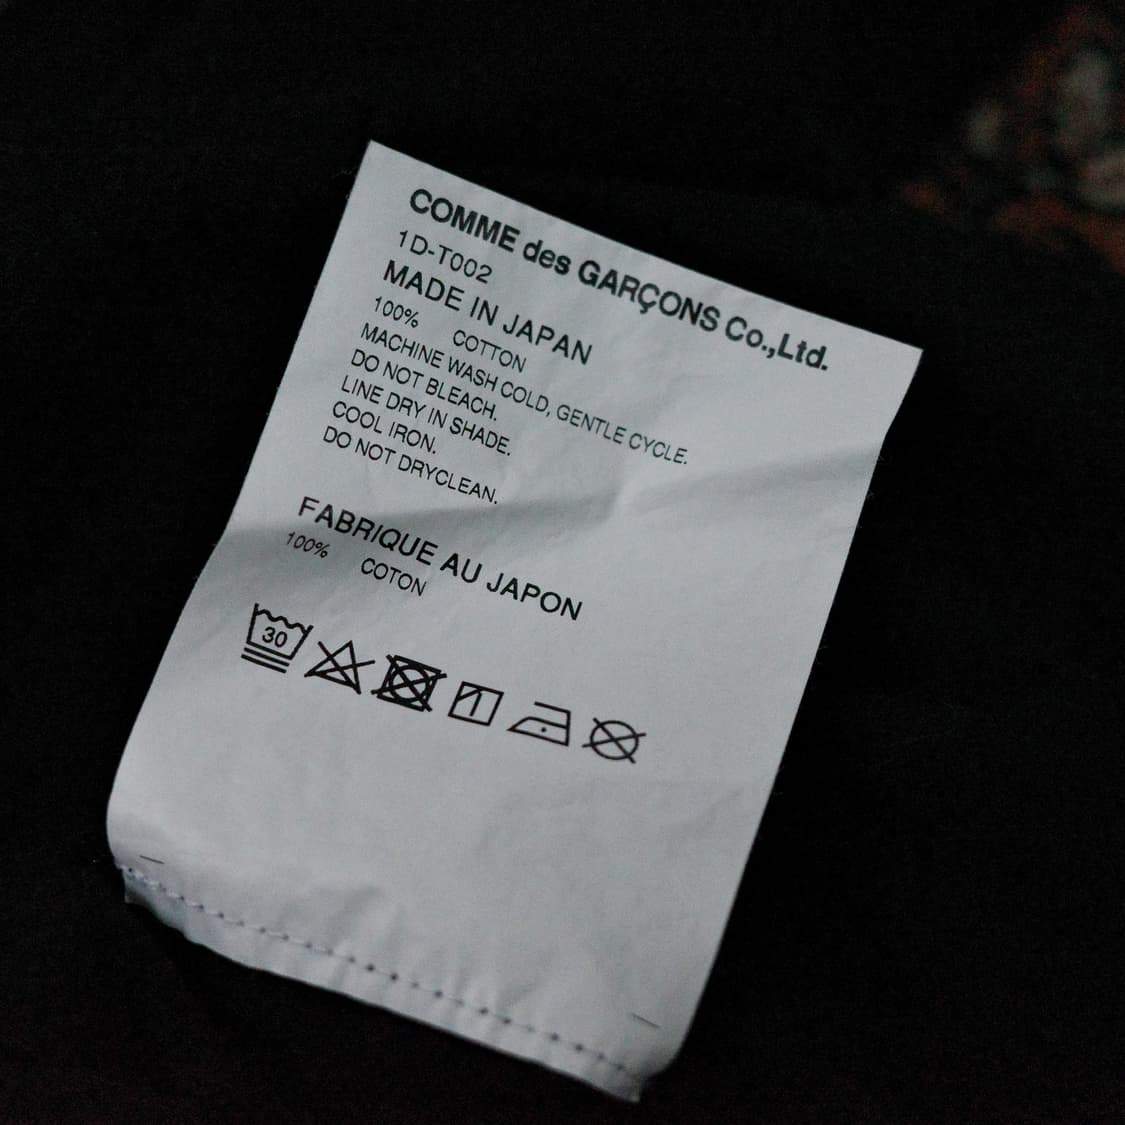 COMME des GARÇONS Co.,Ltd.
1D-T002
MADE IN JAPAN
100% COTTON
MACHINE WASH COLD, GENTLE CYCLE.
DO NOT BLEACH.
LINE DRY IN SHADE.
COOL IRON.
DO NOT DRYCLEAN.
FABRIQUE AU JAPON
100% COTON
30